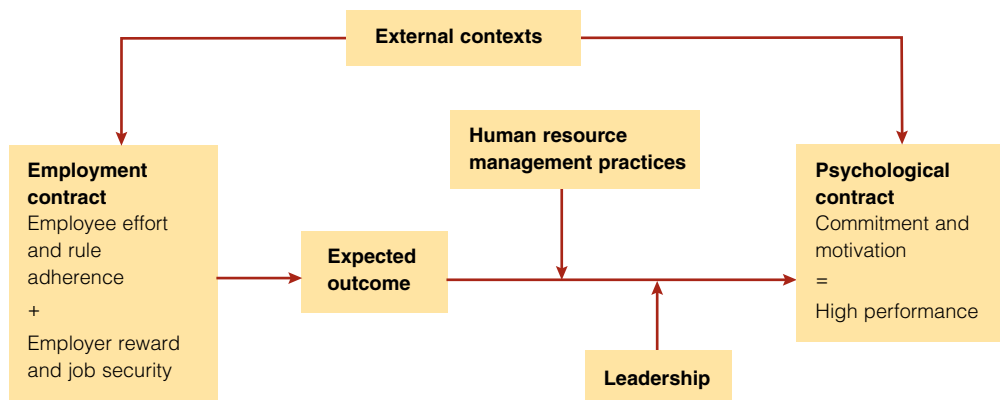 External contexts
Human resource
management practices
Employment
contract
Employee effort
and rule
adherence
+
Employer reward
and job security
Expected
outcome
Psychological
contract
Commitment and
motivation
=
High performance
Leadership